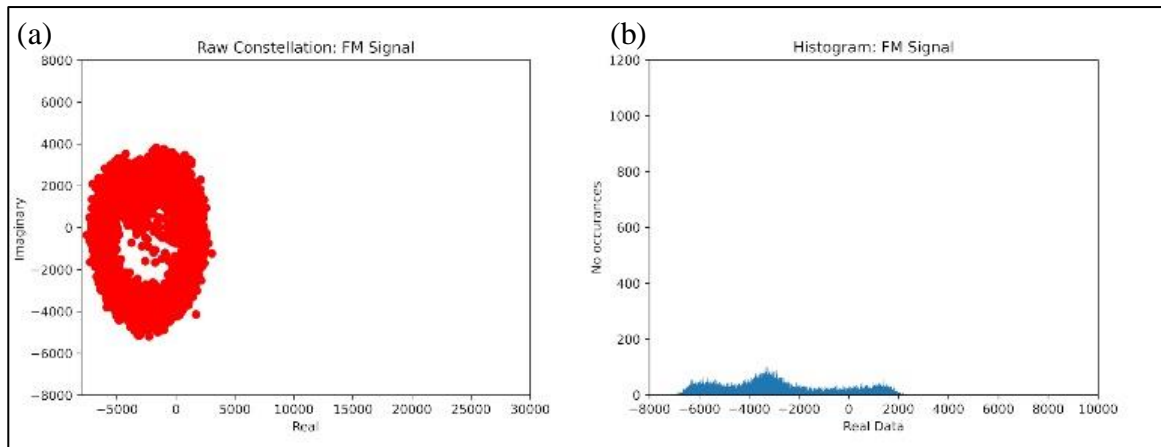 (a)
Raw Constellation: FM Signal
8000
6000
4000
2000
0
−2000
−4000
−6000
−8000
Imaginary
−5000 0 5000 10000 15000 20000 25000 30000
Real
(b)
Histogram: FM Signal
1200
1000
800
600
400
200
0
No occurances
−8000 −6000 −4000 −2000 0 2000 4000 6000 8000 10000
Real Data